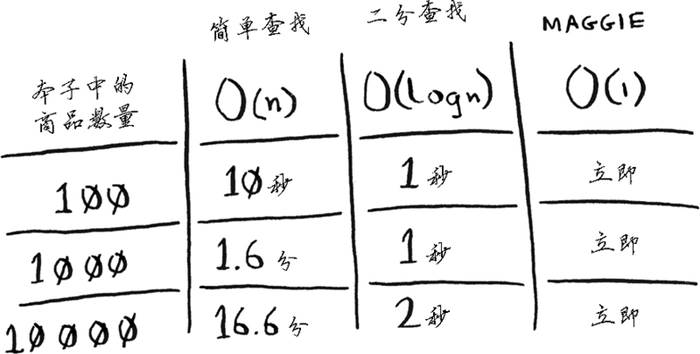 简单查找 二分查找 MAGGIE
本子中的
商品数量 O(n) O(logn) O(1)
100 10秒 1秒 立即
1000 1.6分 1秒 立即
10000 16.6分 2秒 立即